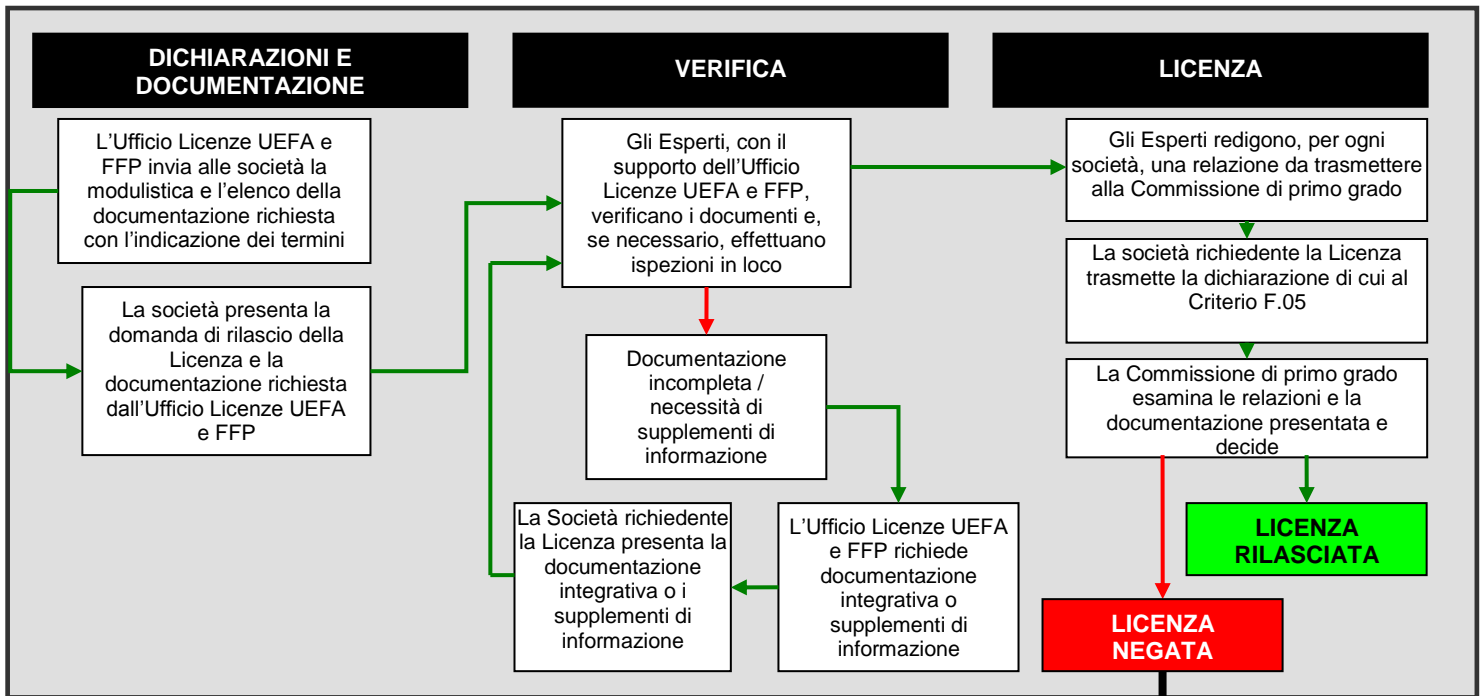 DICHIARAZIONI E
DOCUMENTAZIONE
L’Ufficio Licenze UEFA e
FFP invia alle società la
modulistica e l’elenco della
documentazione richiesta
con l’indicazione dei termini
La società presenta la
domanda di rilascio della
Licenza e la
documentazione richiesta
dall’Ufficio Licenze UEFA
e FFP
VERIFICA
Gli Esperti, con il
supporto dell’Ufficio
Licenze UEFA e FFP,
verificano i documenti e,
se necessario, effettuano
ispezioni in loco
Documentazione
incompleta /
necessità di
supplementi di
informazione
L’Ufficio Licenze UEFA
e FFP richiede
documentazione
integrativa o
supplementi di
informazione
La Società richiedente
la Licenza presenta la
documentazione
integrativa o i
supplementi di
informazione
LICENZA
Gli Esperti redigono, per ogni
società, una relazione da trasmettere
alla Commissione di primo grado
La società richiedente la Licenza
trasmette la dichiarazione di cui al
Criterio F.05
La Commissione di primo grado
esamina le relazioni e la
documentazione presentata e
decide
LICENZA
RILASCIATA
LICENZA
NEGATA